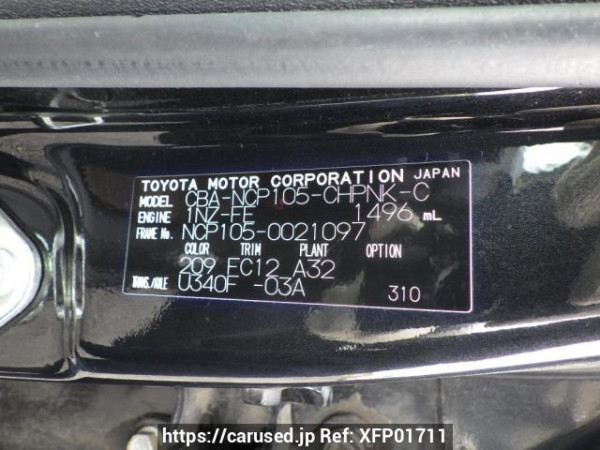 TOYOTA MOTOR CORPORATION JAPAN
MODEL CBA-NCP105-CHPNK-C
ENGINE 1NZ-FE 1496 mL
FRAME No. NCP105-0021097
COLOR TRIM PLANT OPTION
209 FC12 A32
TRANS./AXLE U340F -03A 310
https://carused.jp Ref: XFP01711